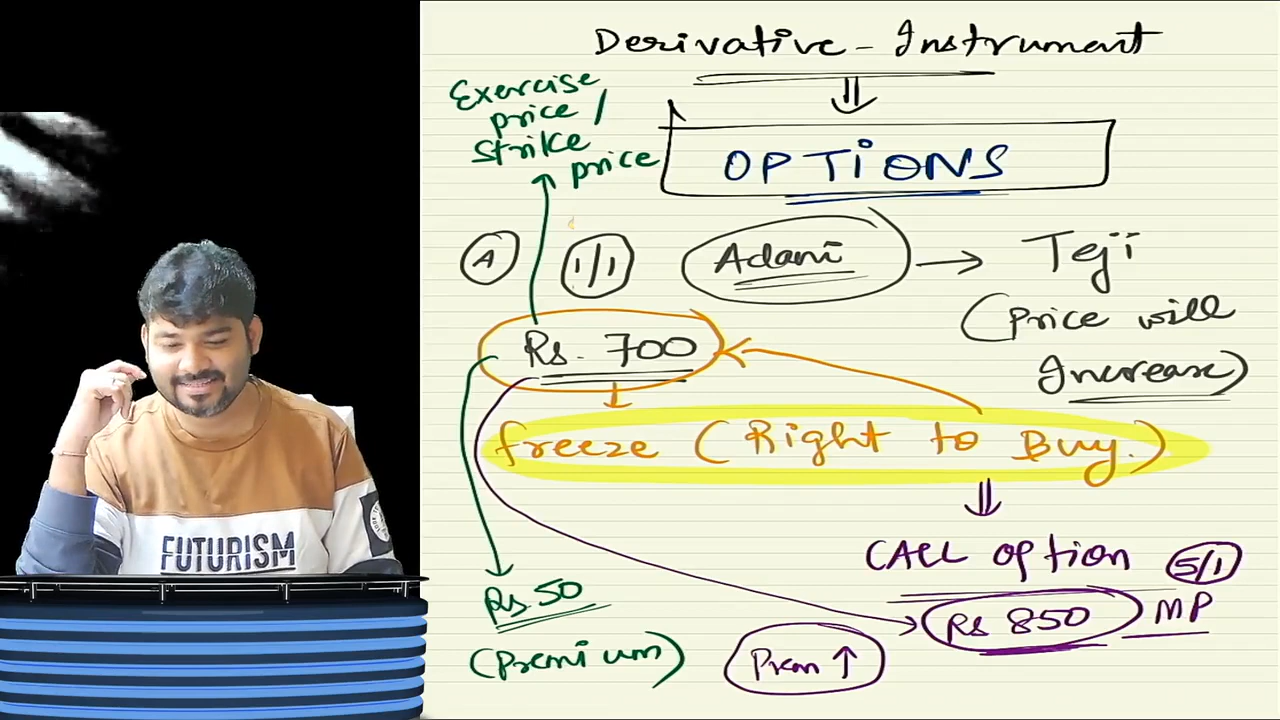 Derivative - Instrument
Exercise
price /
Strike
price
OPTIONS
A
1/1
Adani
Teji
(Price will
Increase)
Rs. 700
freeze (Right to Buy.)
CALL option
5/1
Rs 850
MP
Rs. 50
(Premium)
Prem ↑
FUTURISM